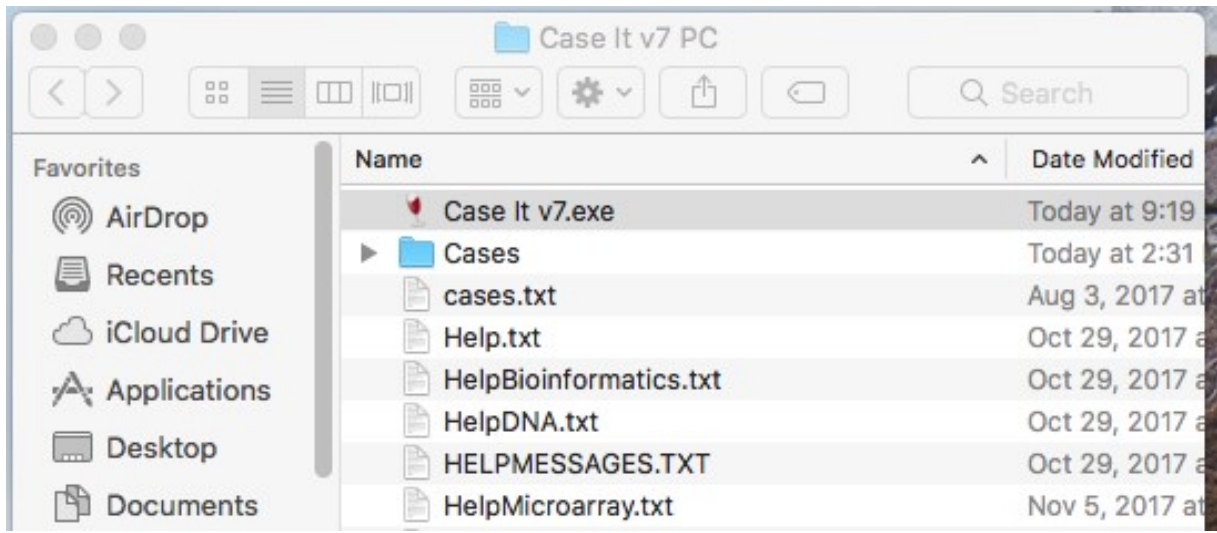 Case It v7 PC
Search
Favorites
AirDrop
Recents
iCloud Drive
Applications
Desktop
Documents
Name Date Modified
Case It v7.exe Today at 9:19
Cases Today at 2:31
cases.txt Aug 3, 2017 at
Help.txt Oct 29, 2017 a
HelpBioinformatics.txt Oct 29, 2017 a
HelpDNA.txt Oct 29, 2017 a
HELPMESSAGES.TXT Oct 29, 2017 a
HelpMicroarray.txt Nov 5, 2017 at